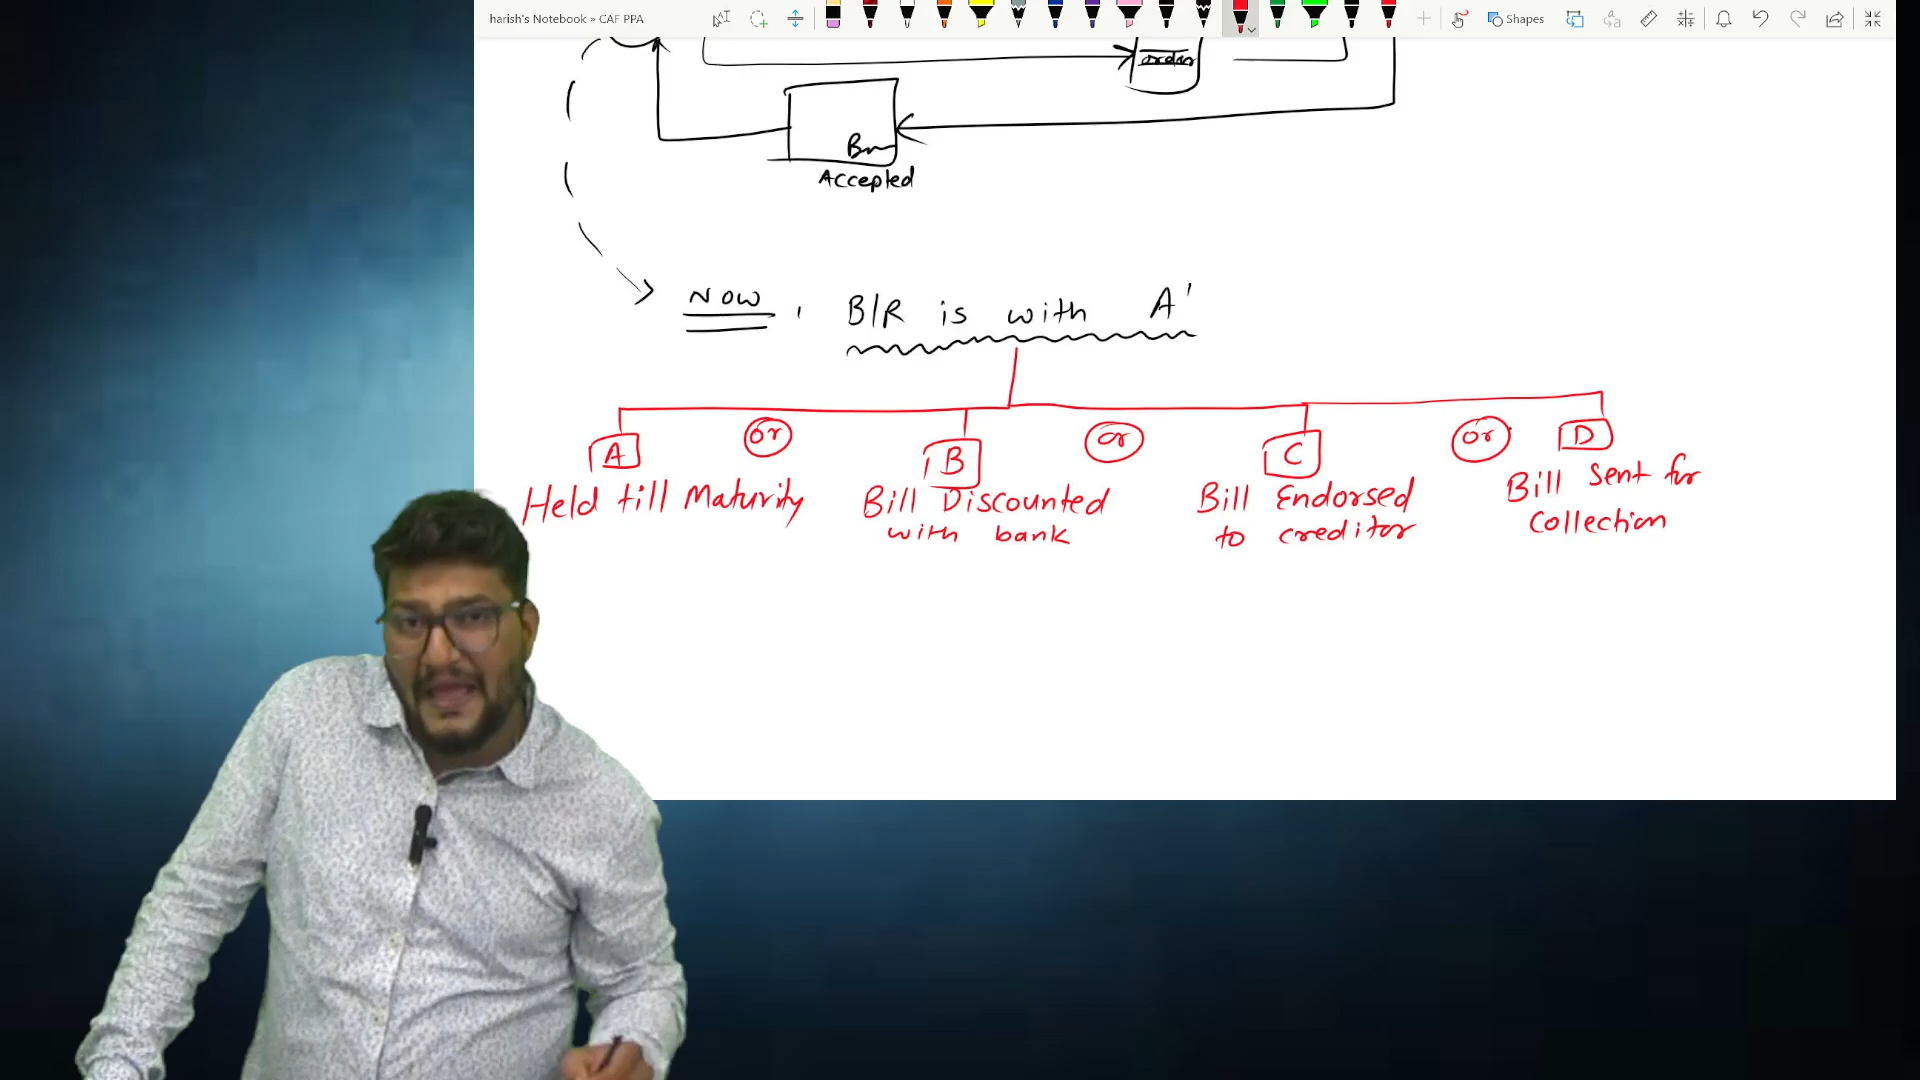 harish's Notebook » CAF PPA
Shapes
order
Accepted
NOW, B/R is with A'
A or B or C or D
Held till Maturity
Bill Discounted
with bank
Bill Endorsed
to creditor
Bill Sent for
Collection